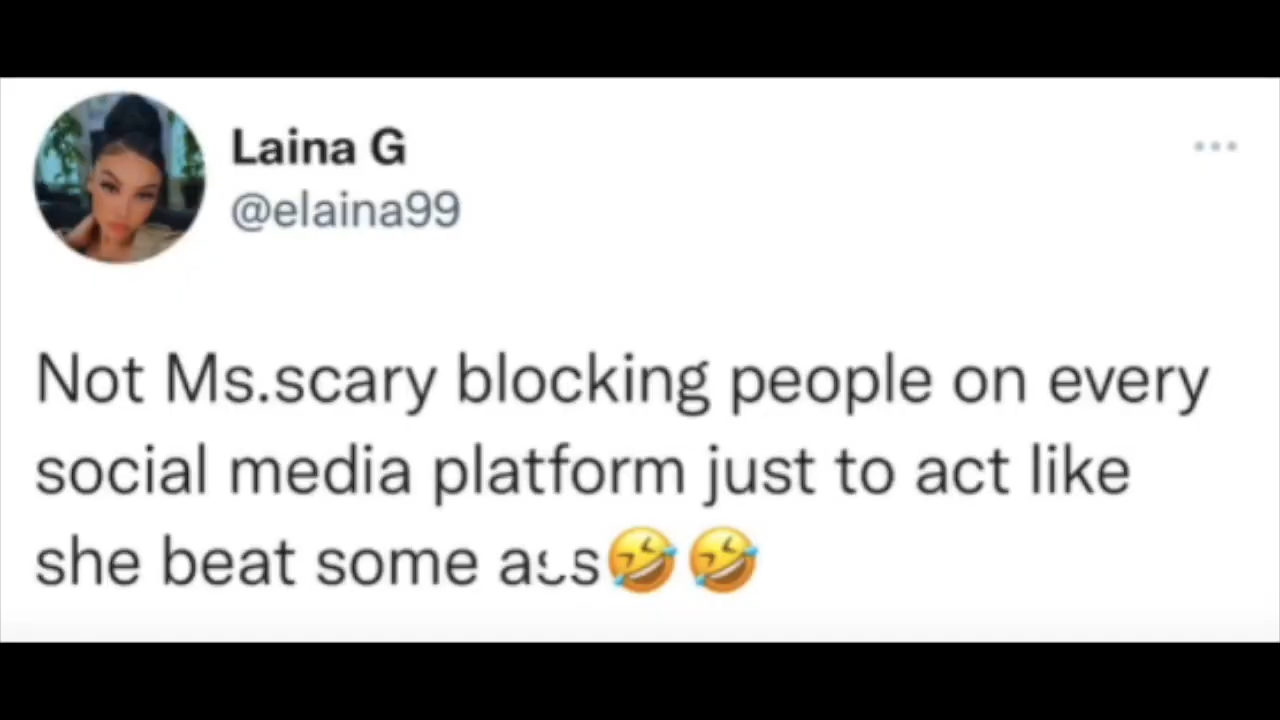 Laina G
@elaina99
Not Ms.scary blocking people on every
social media platform just to act like
she beat some ass🤣🤣